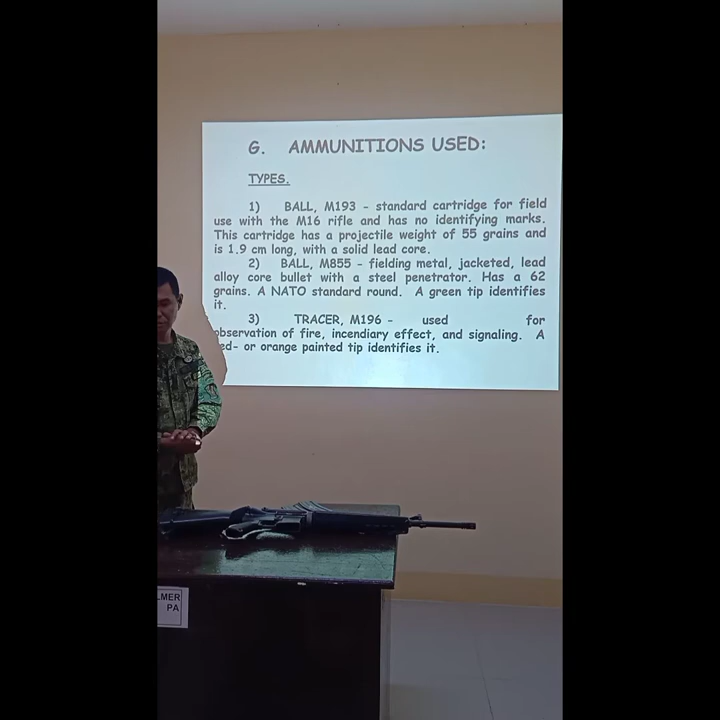 G. AMMUNITIONS USED:
TYPES.
1) BALL, M193 - standard cartridge for field
use with the M16 rifle and has no identifying marks.
This cartridge has a projectile weight of 55 grains and
is 1.9 cm long, with a solid lead core.
2) BALL, M855 - fielding metal, jacketed, lead
alloy core bullet with a steel penetrator. Has a 62
grains. A NATO standard round. A green tip identifies
it.
3) TRACER, M196 - used for
observation of fire, incendiary effect, and signaling. A
ed- or orange painted tip identifies it.
LMER
PA